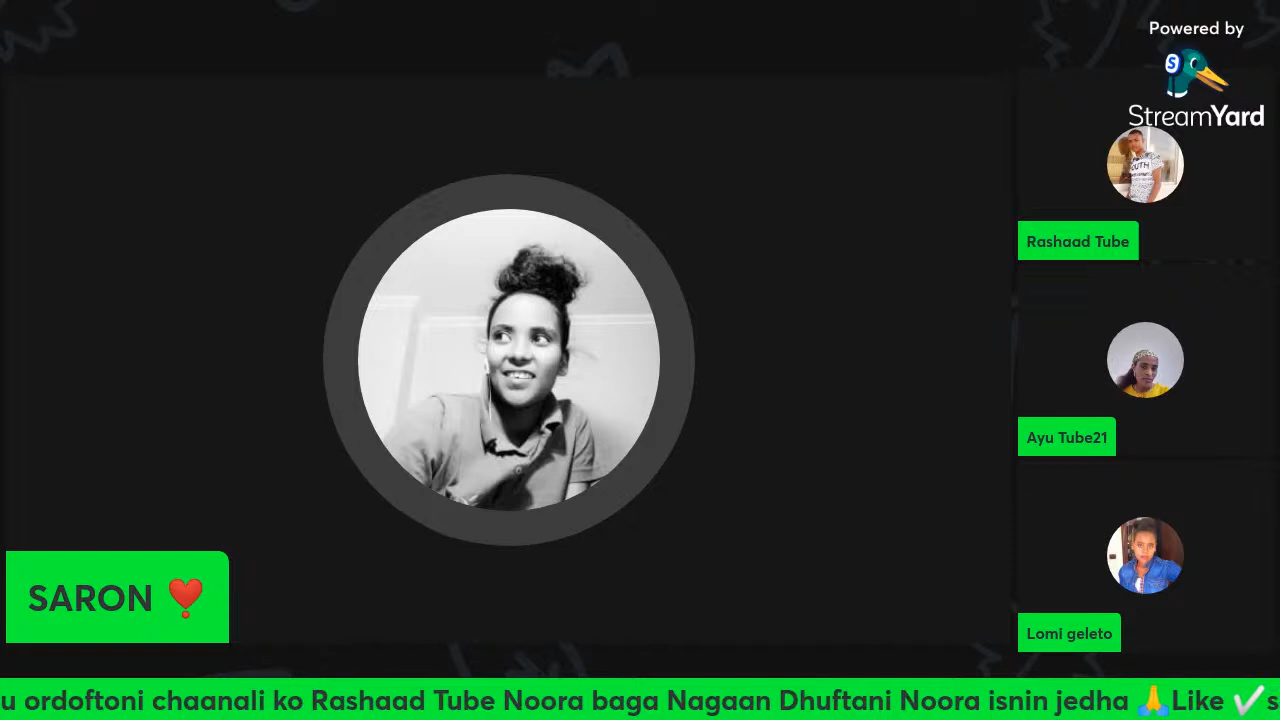 Powered by
StreamYard
OUTH
Rashaad Tube
Ayu Tube21
Lomi geleto
SARON
u ordoftoni chaanali ko Rashaad Tube Noora baga Nagaan Dhuftani Noora isnin jedha 🙏Like ✅s